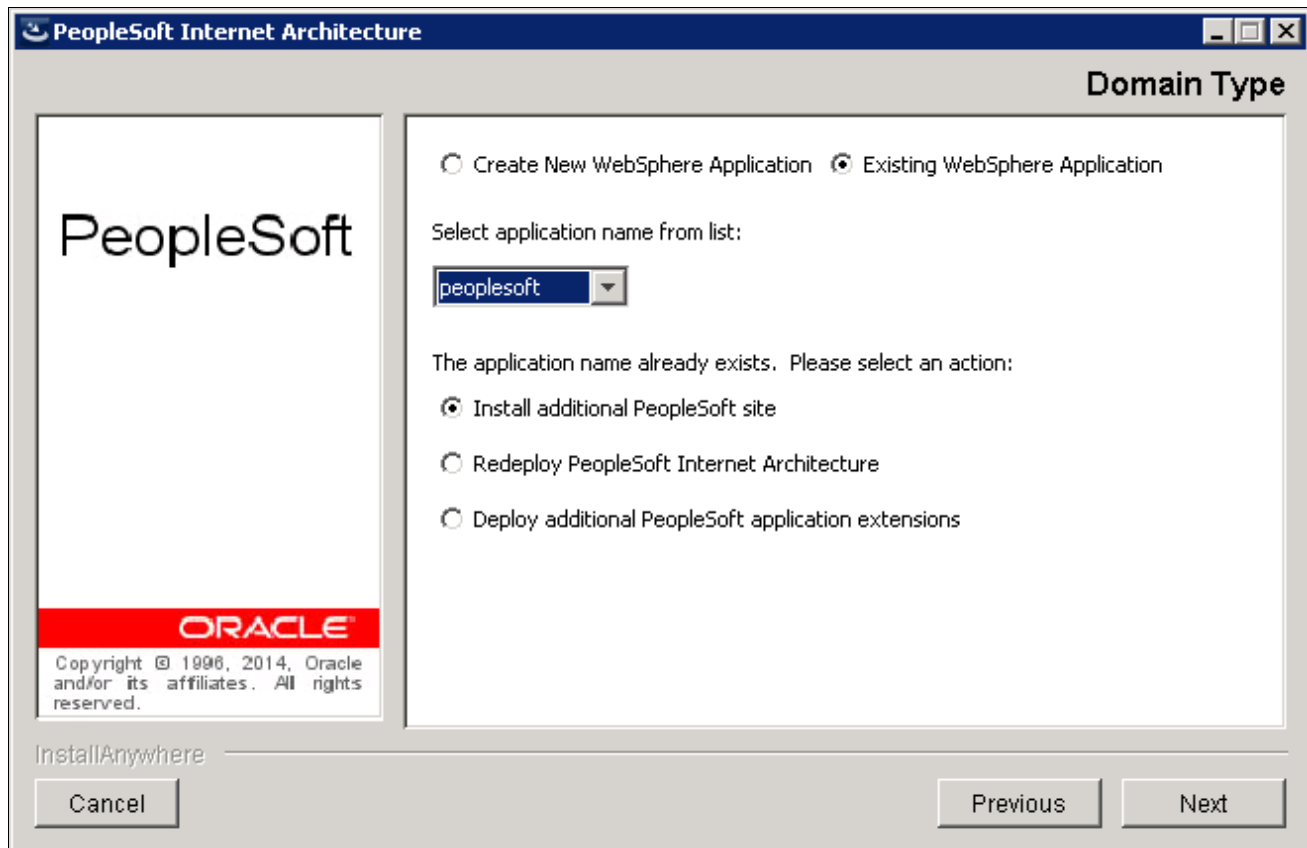 PeopleSoft Internet Architecture
Domain Type
PeopleSoft
ORACLE
Copyright © 1996, 2014, Oracle
and/or its affiliates. All rights
reserved.
Create New WebSphere Application Existing WebSphere Application
Select application name from list:
peoplesoft
The application name already exists. Please select an action:
Install additional PeopleSoft site
Redeploy PeopleSoft Internet Architecture
Deploy additional PeopleSoft application extensions
InstallAnywhere
Cancel Previous Next